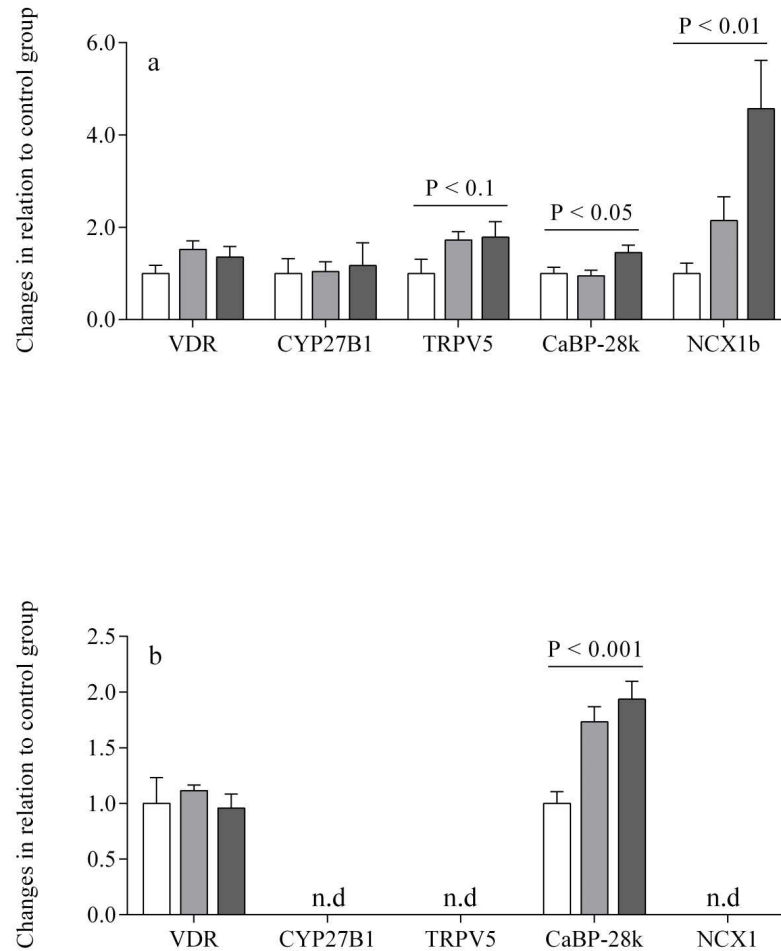 Changes in relation to control group
a
P < 0.01
6.0
4.0
P < 0.1
P < 0.05
2.0
0.0
VDR CYP27B1 TRPV5 CaBP-28k NCX1b
Changes in relation to control group
b
2.5
P < 0.001
2.0
1.5
1.0
0.5
n.d n.d n.d
0.0
VDR CYP27B1 TRPV5 CaBP-28k NCX1